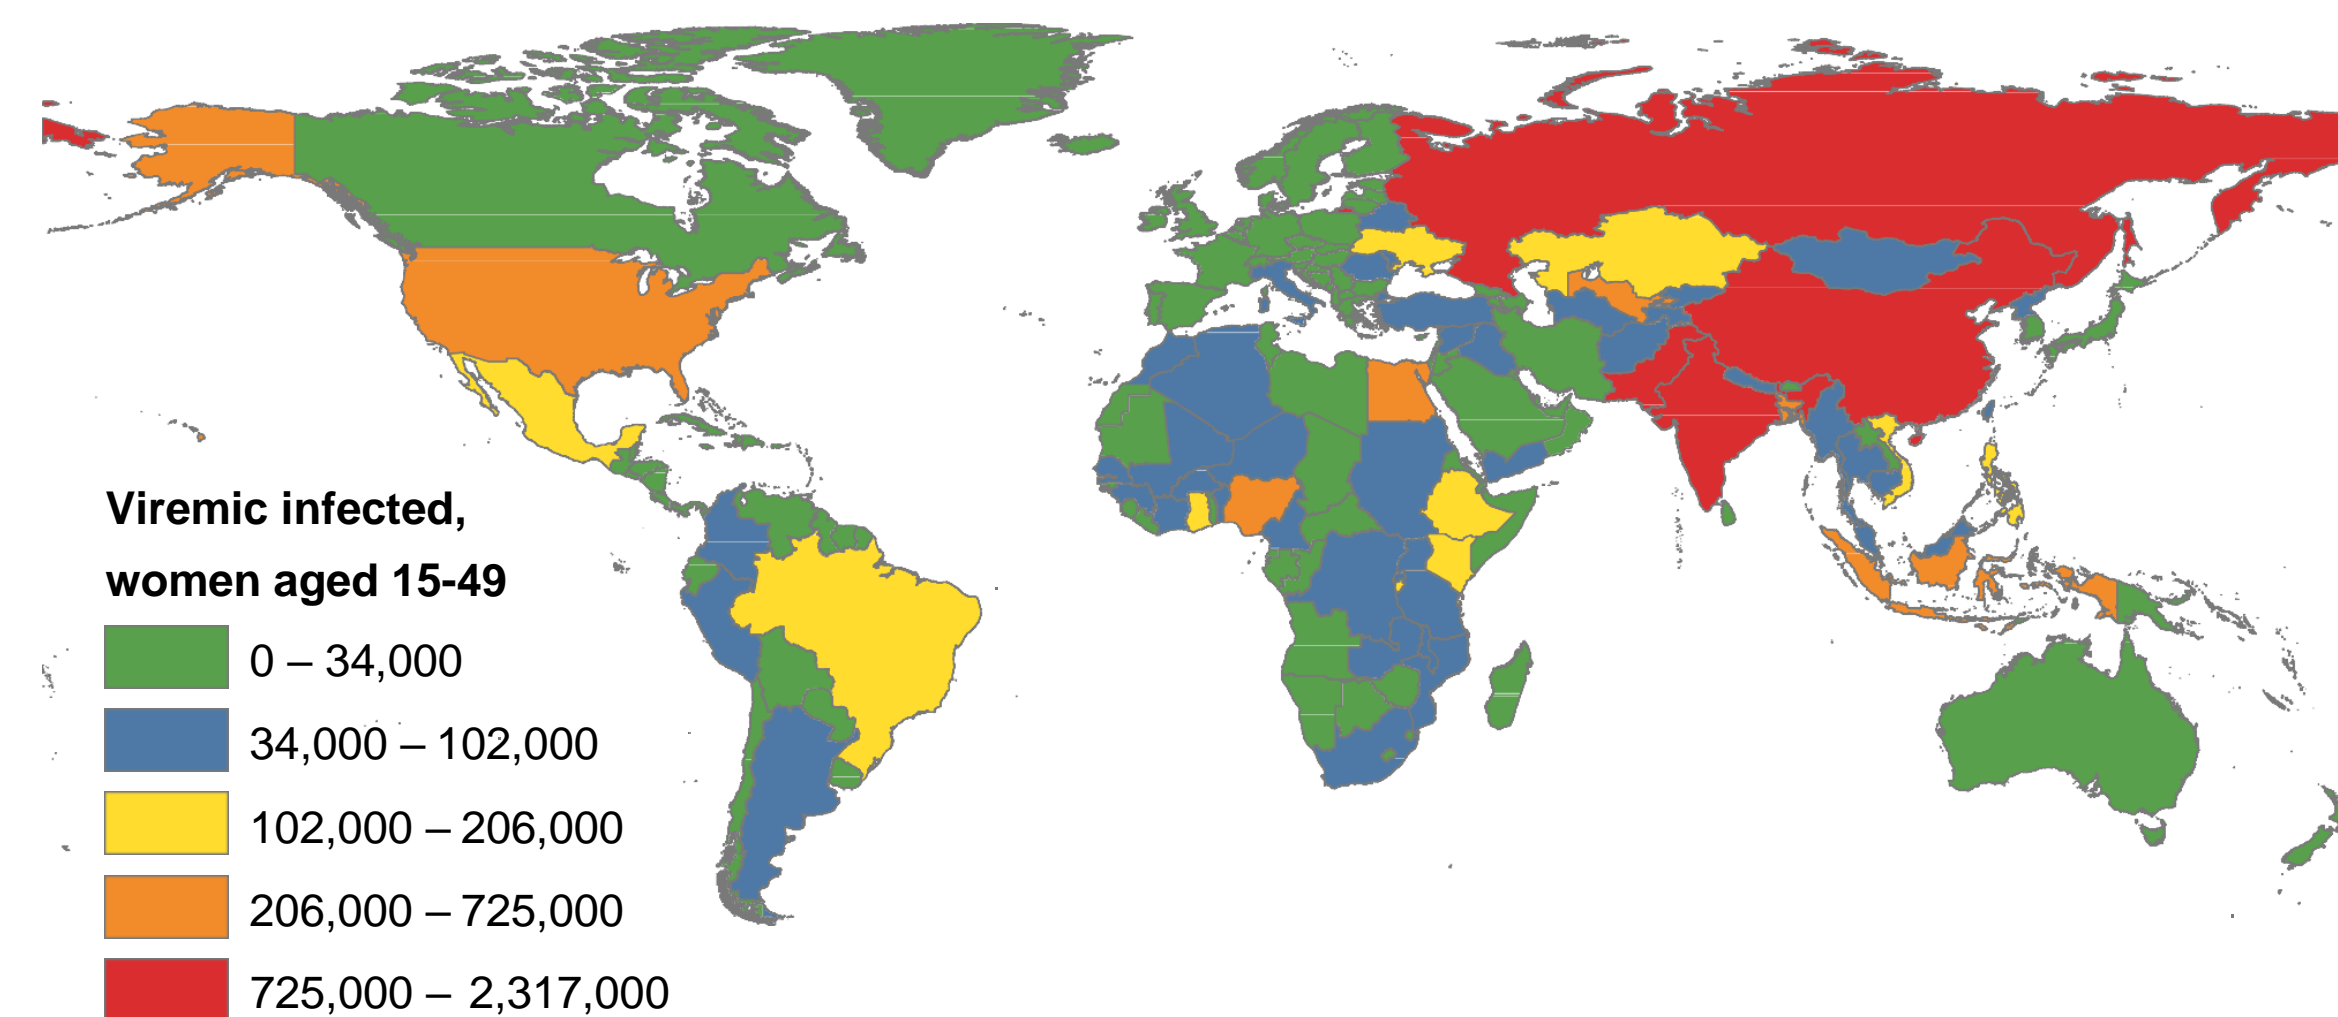 Viremic infected,
women aged 15-49
0 – 34,000
34,000 – 102,000
102,000 – 206,000
206,000 – 725,000
725,000 – 2,317,000